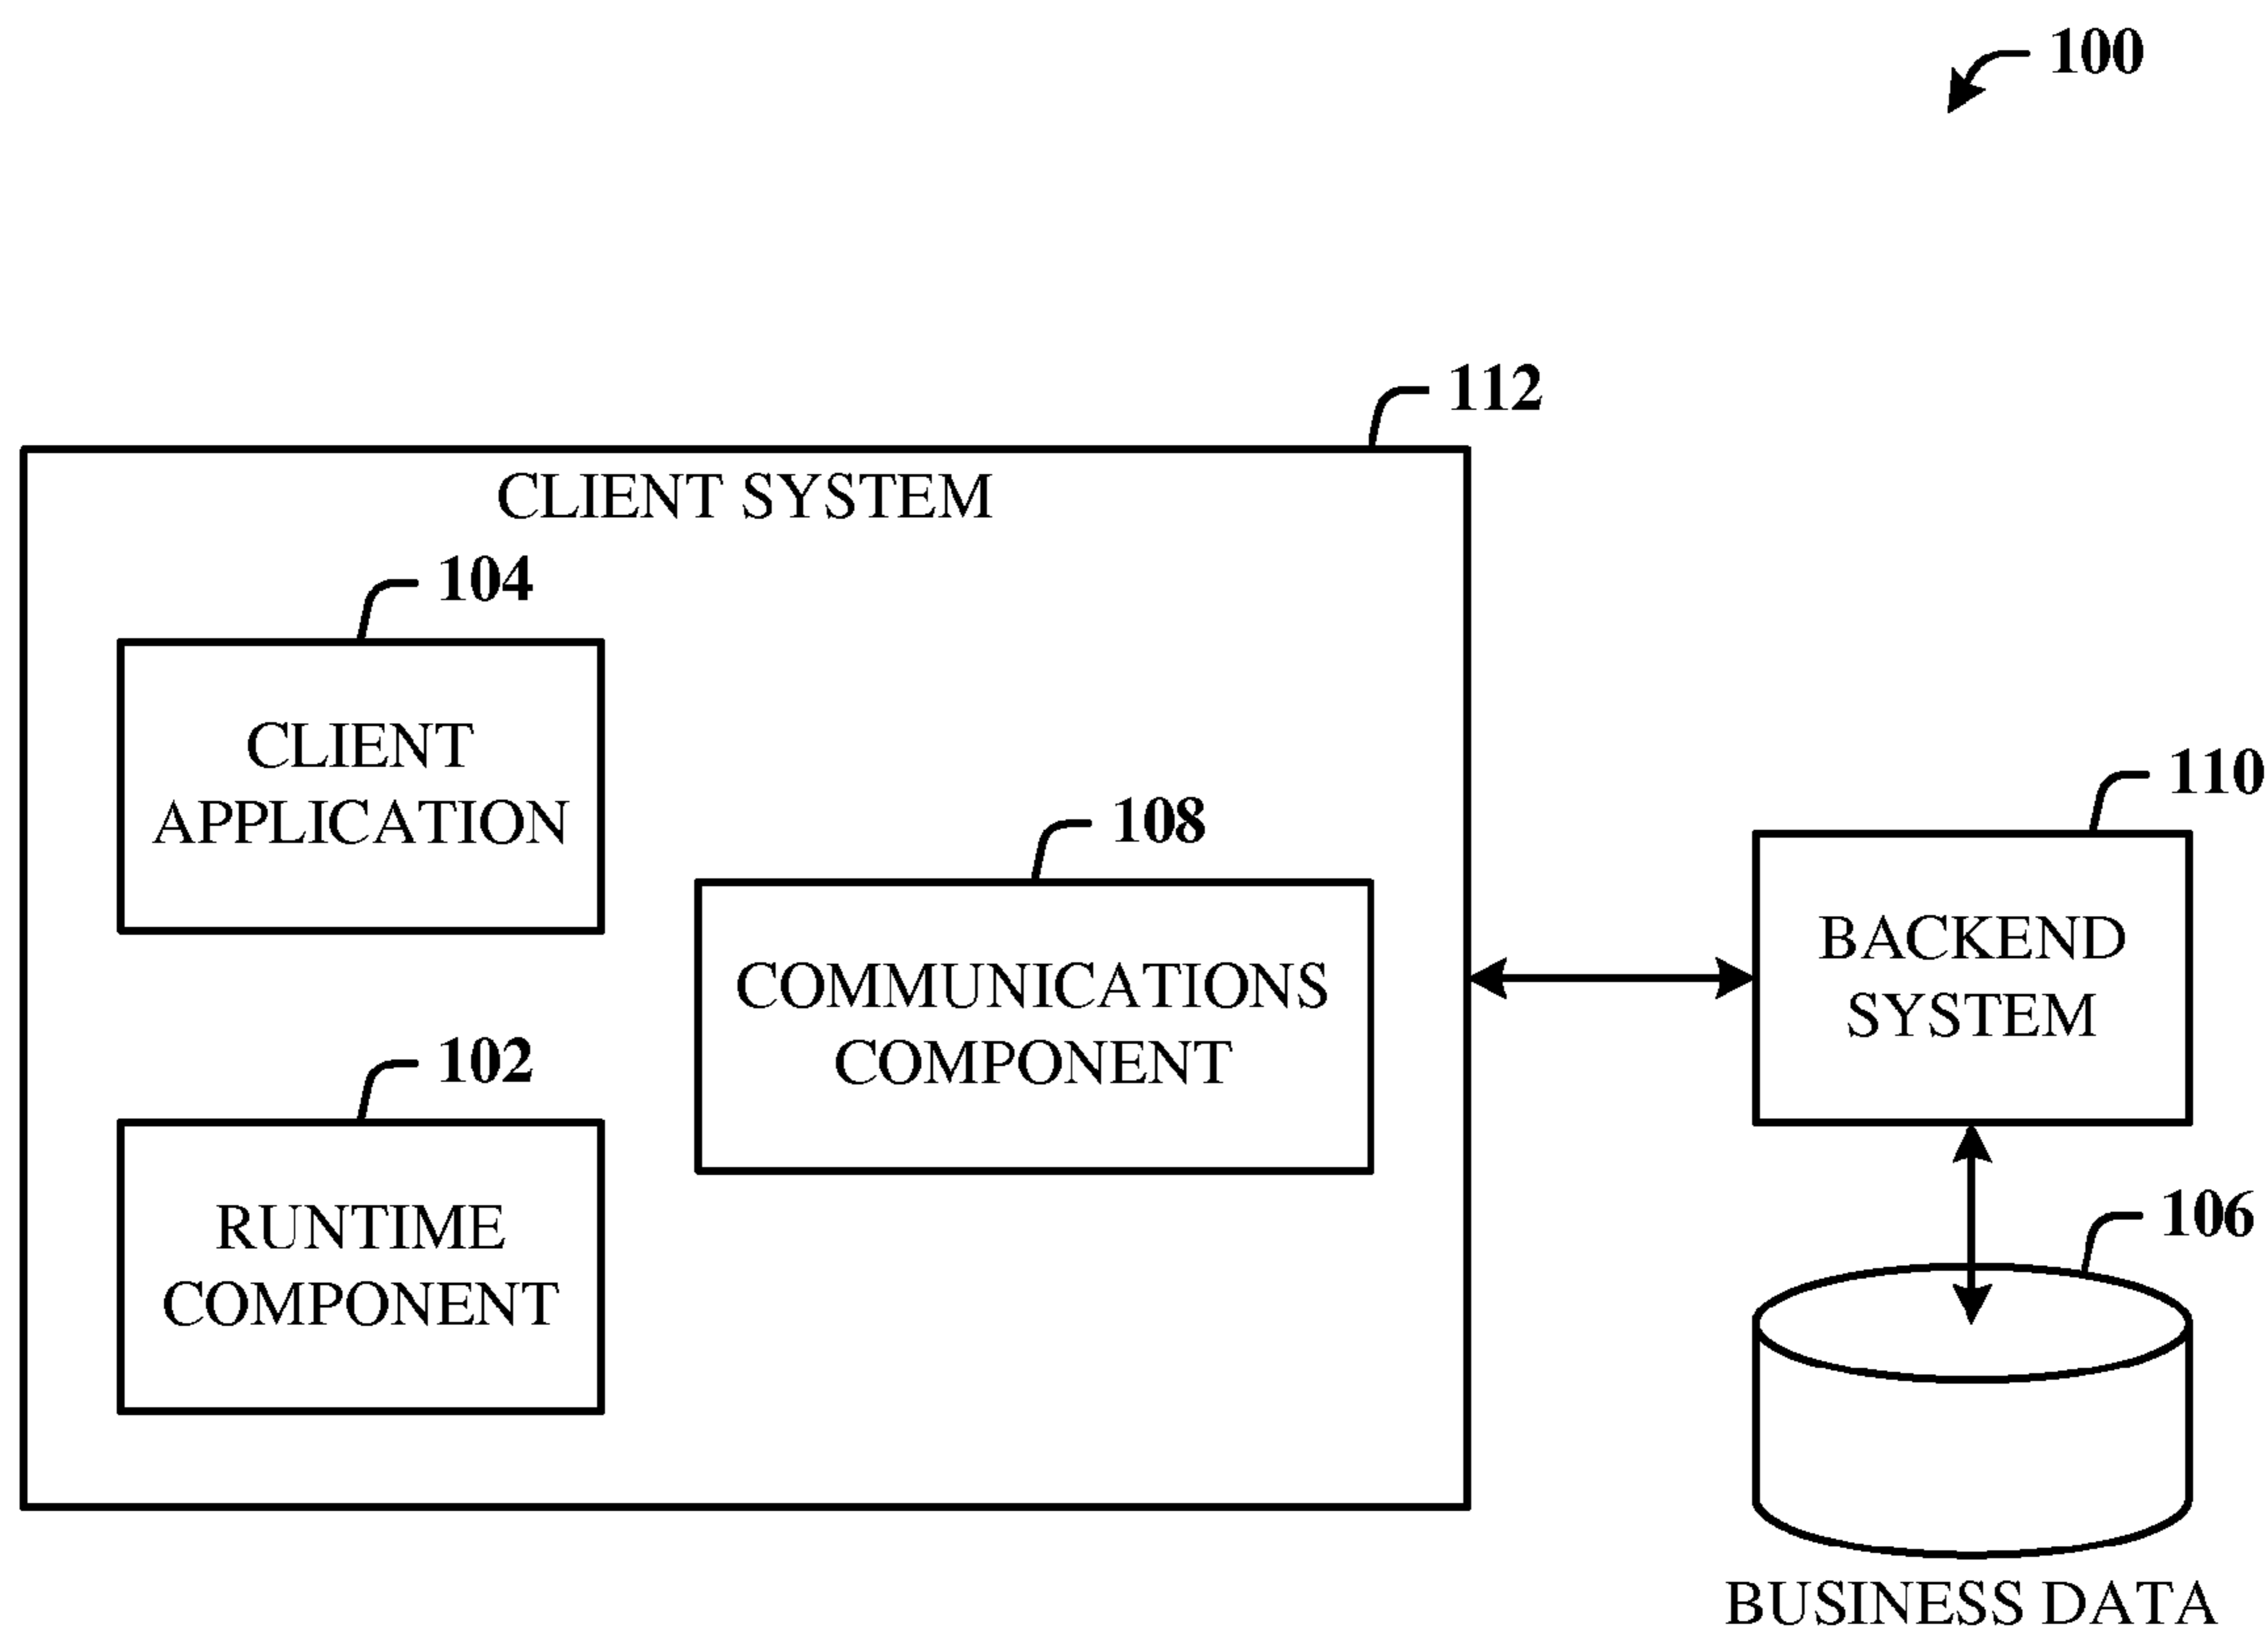 100
112
CLIENT SYSTEM
104
CLIENT
APPLICATION
108
COMMUNICATIONS
COMPONENT
102
RUNTIME
COMPONENT
110
BACKEND
SYSTEM
106
BUSINESS DATA